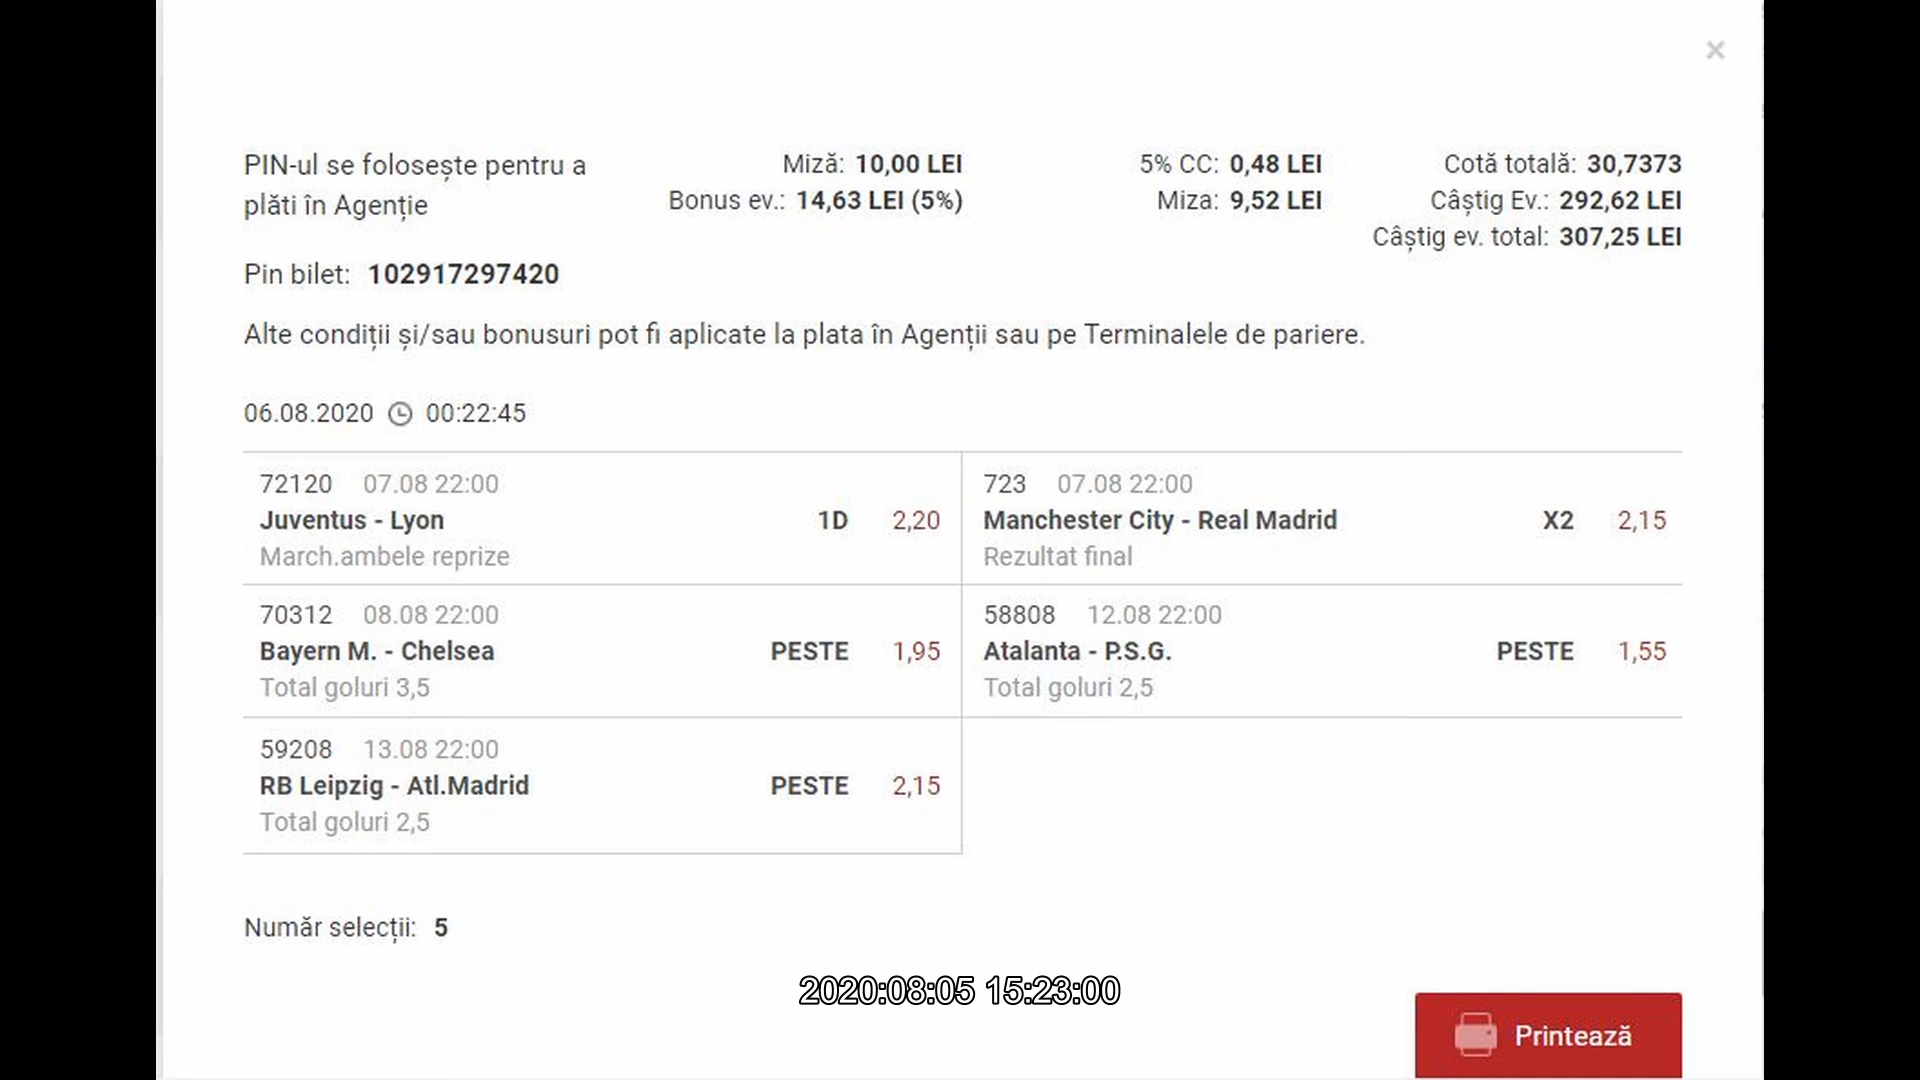 ×
PIN-ul se folosește pentru a
plăti în Agenție
Pin bilet: 102917297420
Miză: 10,00 LEI
Bonus ev.: 14,63 LEI (5%)
5% CC: 0,48 LEI
Miza: 9,52 LEI
Cotă totală: 30,7373
Câștig Ev.: 292,62 LEI
Câștig ev. total: 307,25 LEI
Alte condiții și/sau bonusuri pot fi aplicate la plata în Agenții sau pe Terminalele de pariere.
06.08.2020 00:22:45
72120 07.08 22:00
Juventus - Lyon 1D 2,20
March.ambele reprize
723 07.08 22:00
Manchester City - Real Madrid X2 2,15
Rezultat final
70312 08.08 22:00
Bayern M. - Chelsea PESTE 1,95
Total goluri 3,5
58808 12.08 22:00
Atalanta - P.S.G. PESTE 1,55
Total goluri 2,5
59208 13.08 22:00
RB Leipzig - Atl.Madrid PESTE 2,15
Total goluri 2,5
Număr selecții: 5
2020:08:05 15:23:00
Printează